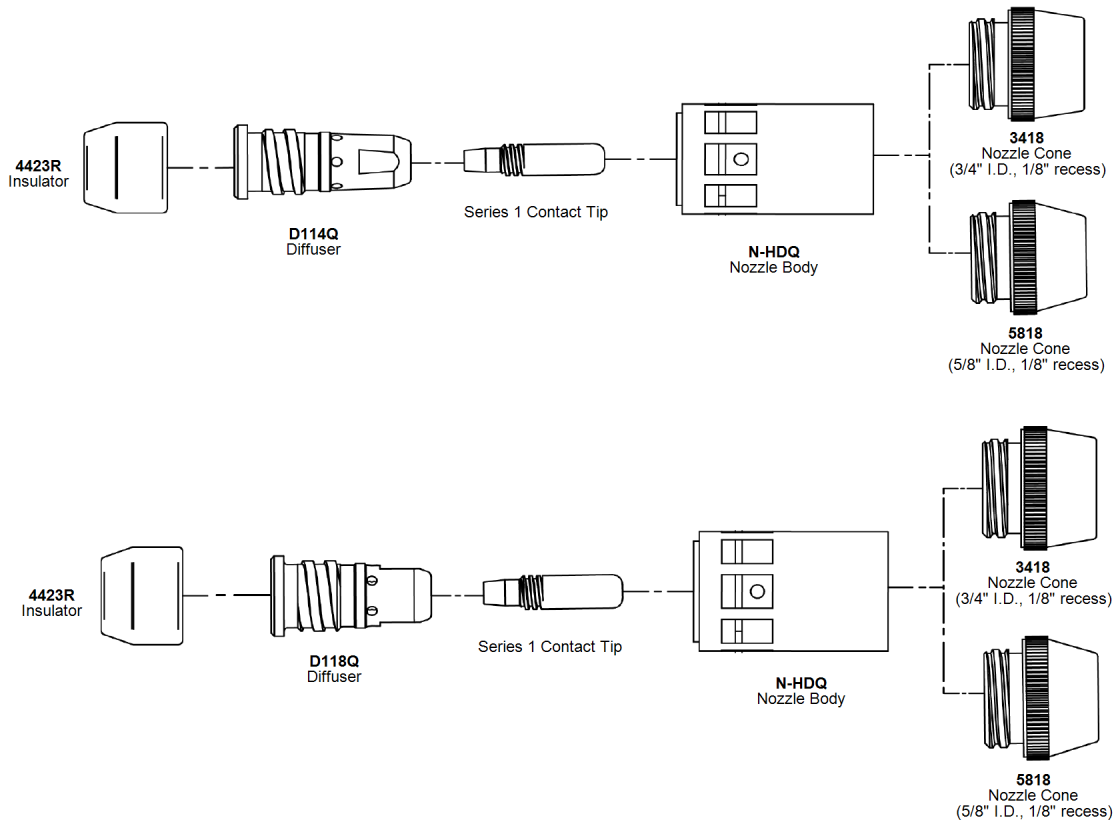 4423R
Insulator
D114Q
Diffuser
Series 1 Contact Tip
N-HDQ
Nozzle Body
3418
Nozzle Cone
(3/4" I.D., 1/8" recess)
5818
Nozzle Cone
(5/8" I.D., 1/8" recess)
4423R
Insulator
D118Q
Diffuser
Series 1 Contact Tip
N-HDQ
Nozzle Body
3418
Nozzle Cone
(3/4" I.D., 1/8" recess)
5818
Nozzle Cone
(5/8" I.D., 1/8" recess)